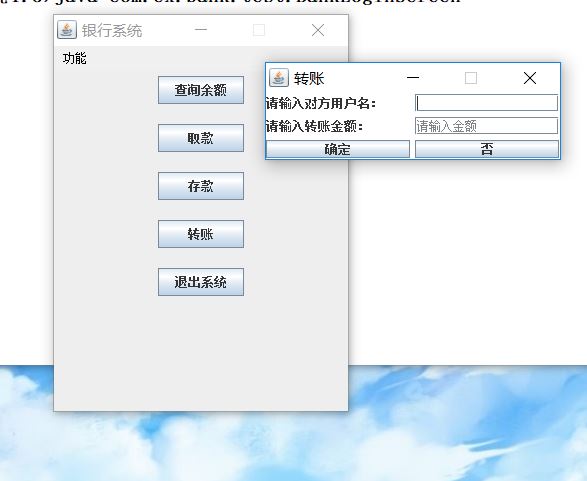 java com.cx.bank.test.BankLoginScreen
银行系统
功能
查询余额
取款
存款
转账
退出系统
转账
请输入对方用户名:
请输入转账金额: 请输入金额
确定 否